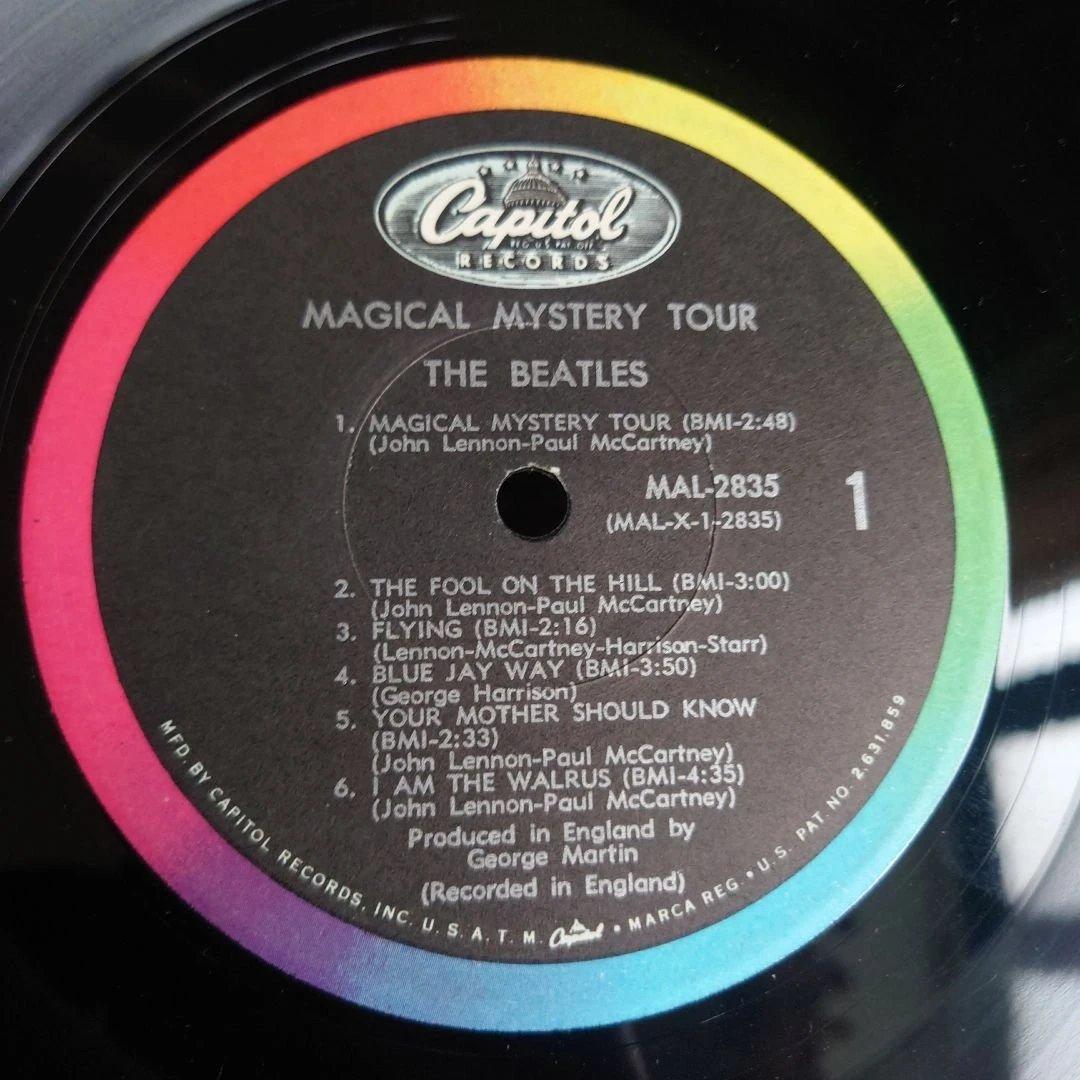 Capitol
REG. U.S. PAT. OFF.
RECORDS
MAGICAL MYSTERY TOUR
THE BEATLES
1. MAGICAL MYSTERY TOUR (BMI-2:48)
(John Lennon-Paul McCartney)
MAL-2835
1
(MAL-X-1-2835)
2. THE FOOL ON THE HILL (BMI-3:00)
(John Lennon-Paul McCartney)
3. FLYING (BMI-2:16)
(Lennon-McCartney-Harrison-Starr)
4. BLUE JAY WAY (BMI-3:50)
(George Harrison)
5. YOUR MOTHER SHOULD KNOW
(BMI-2:33)
(John Lennon-Paul McCartney)
6. I AM THE WALRUS (BMI-4:35)
(John Lennon-Paul McCartney)
Produced in England by
George Martin
(Recorded in England)
MFD. BY CAPITOL RECORDS, INC. U. S. A. T. M. Capitol • MARCA REG. • U.S. PAT. NO. 2,631,859